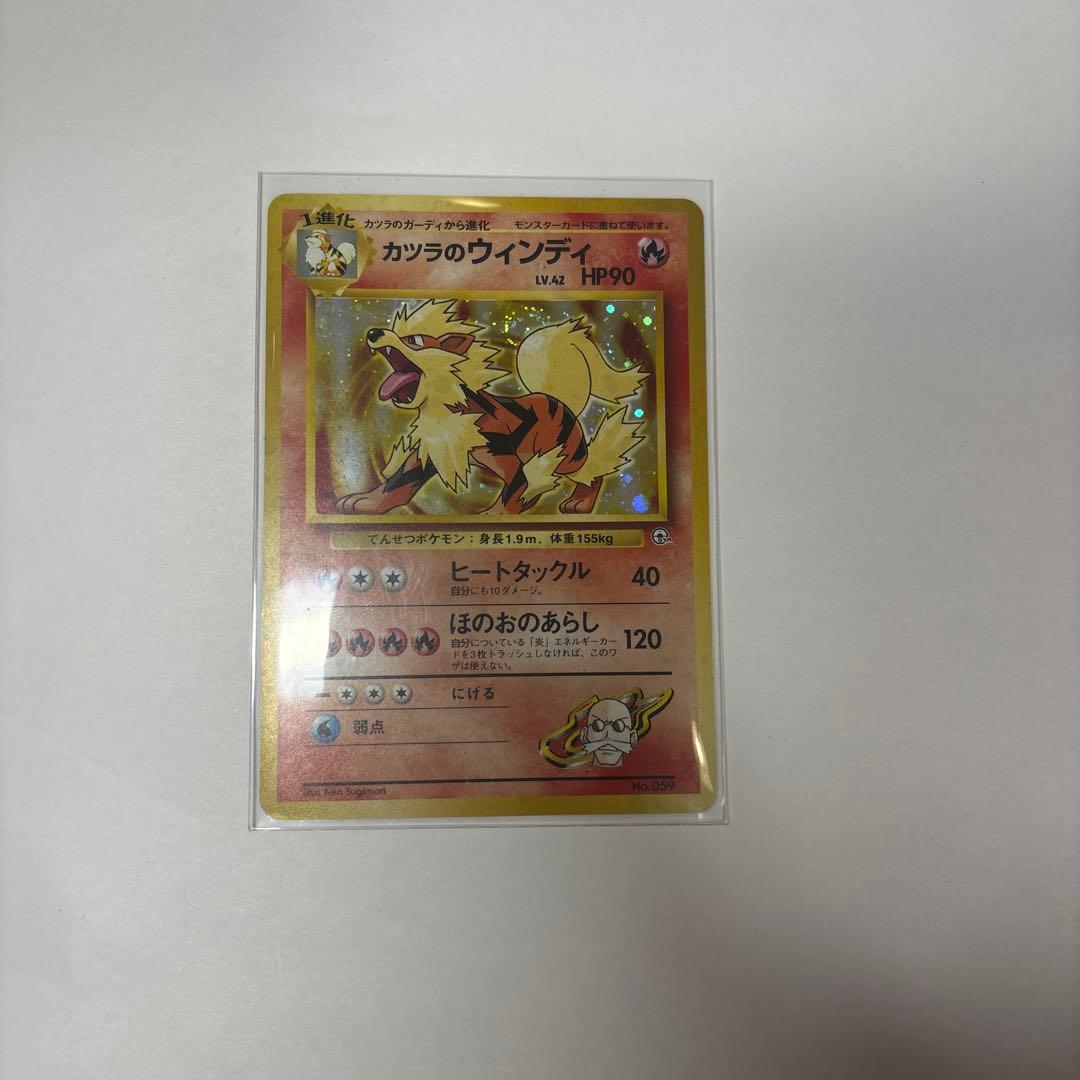 1進化
カツラのガーディから進化 モンスターカードに重ねて使います。
カツラのウィンディ
LV.42 HP90
でんせつポケモン:身長1.9m、体重155kg
GYM
ヒートタックル 40
自分にも10ダメージ。
ほのおのあらし 120
自分についている「炎」エネルギーカー
ドを3枚トラッシュしなければ、このワ
ザは使えない。
にげる
弱点
Illus. Ken Sugimori No.059